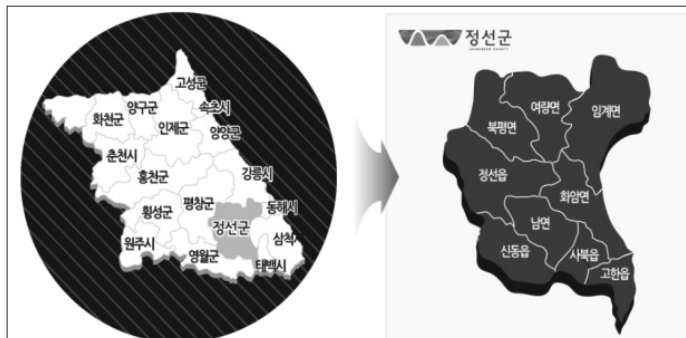 고성군
양구군
속초시
화천군
인제군
양양군
춘천시
강릉시
홍천군
평창군
동해시
횡성군
정선군
원주시
삼척시
영월군
태백시
정선군
여량면
임계면
북평면
정선읍
화암면
남면
신동읍
사북읍
고한읍